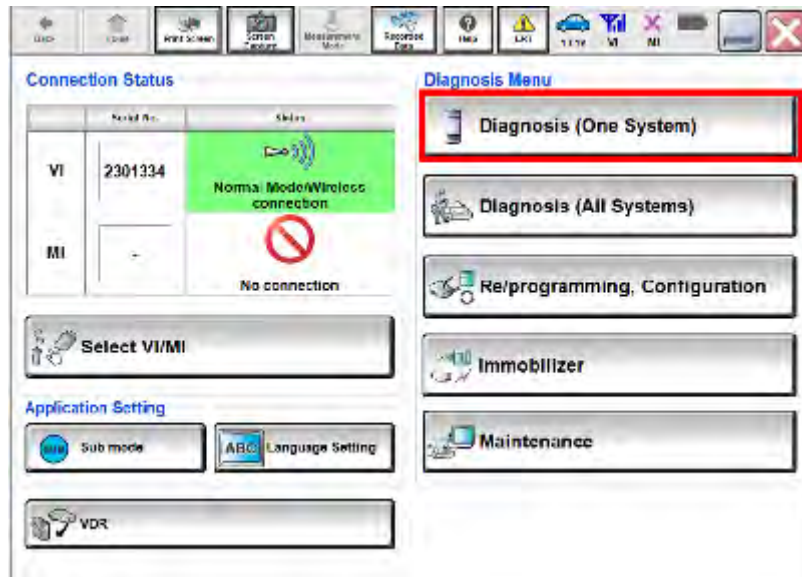 Back
Home
Print Screen
Screen Capture
Measurement Mode
Recorded Data
Help
ERT
VI
MI
Connection Status
Diagnosis Menu
Serial No.
Status
VI
2301334
Normal Mode/Wireless connection
MI
-
No connection
Select VI/MI
Application Setting
Sub mode
ABC
Language Setting
VDR
Diagnosis (One System)
Diagnosis (All Systems)
Re/programming, Configuration
Immobilizer
Maintenance